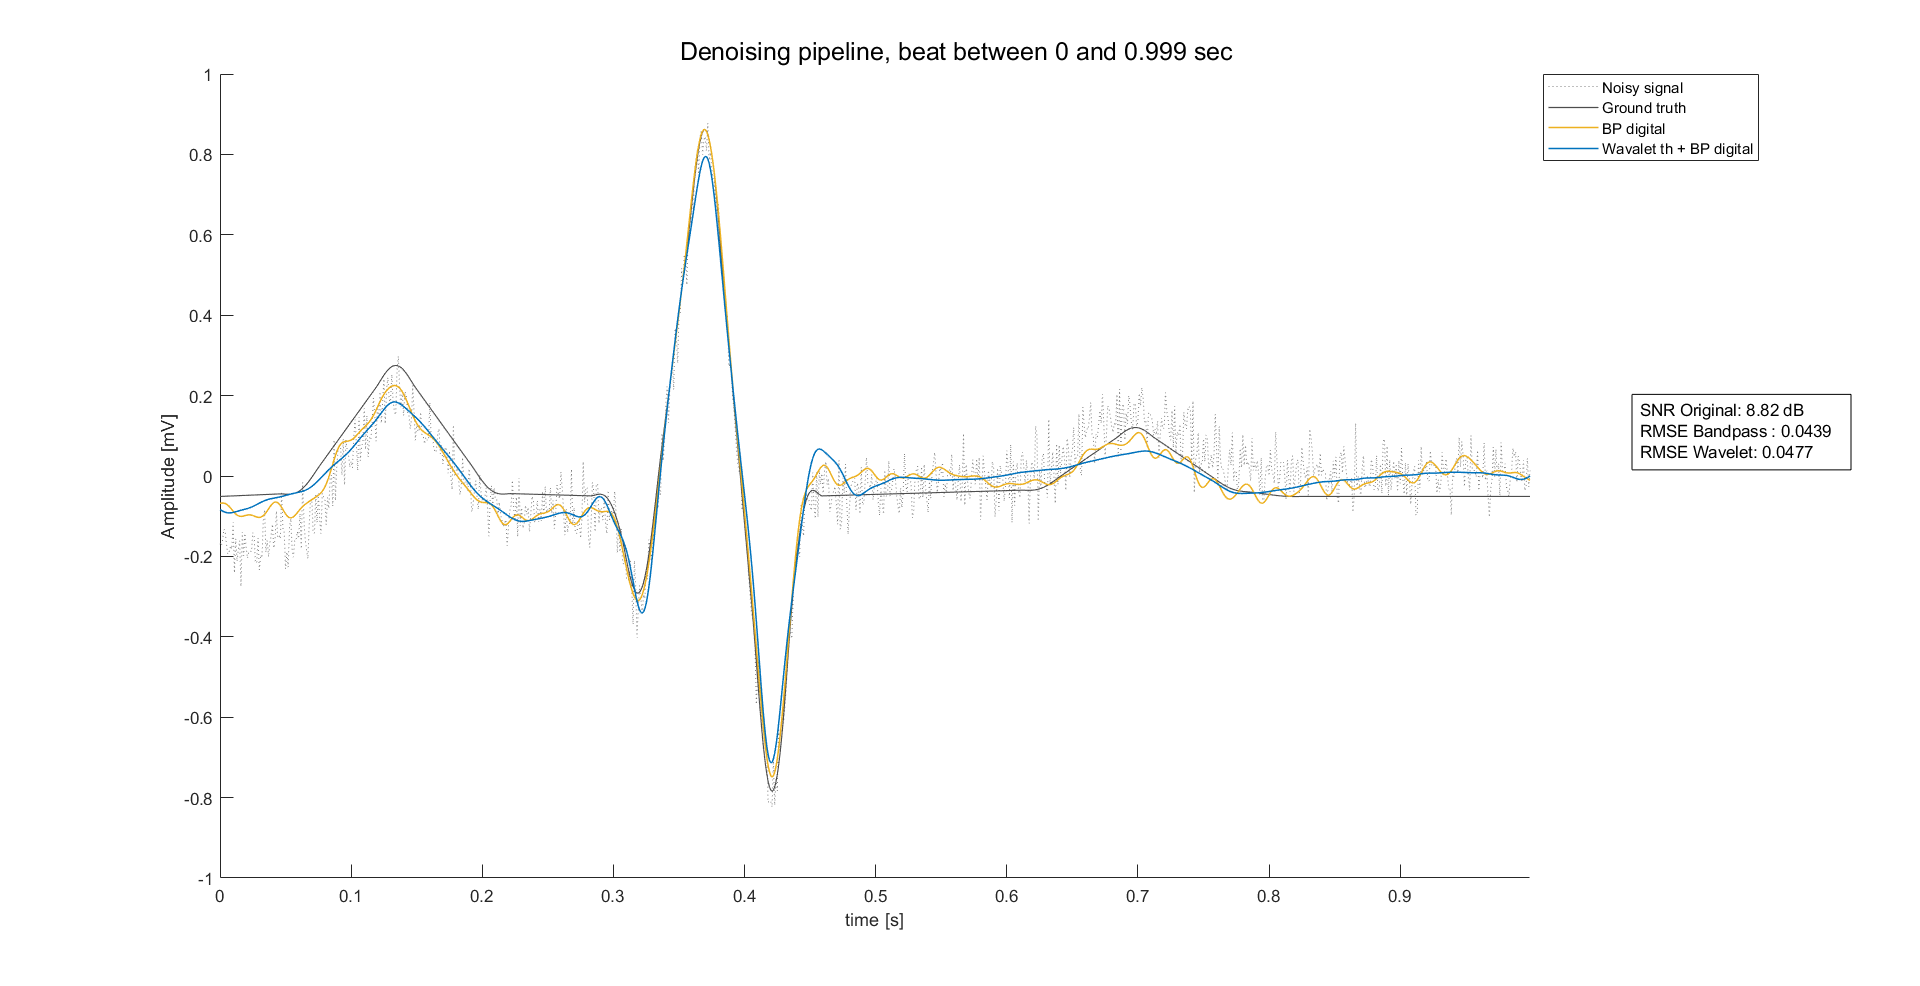 Denoising pipeline, beat between 0 and 0.999 sec
Noisy signal
Ground truth
BP digital
Wavalet th + BP digital
1
0.8
0.6
0.4
0.2
0
-0.2
-0.4
-0.6
-0.8
-1
Amplitude [mV]
0 0.1 0.2 0.3 0.4 0.5 0.6 0.7 0.8 0.9
time [s]
SNR Original: 8.82 dB
RMSE Bandpass : 0.0439
RMSE Wavelet: 0.0477